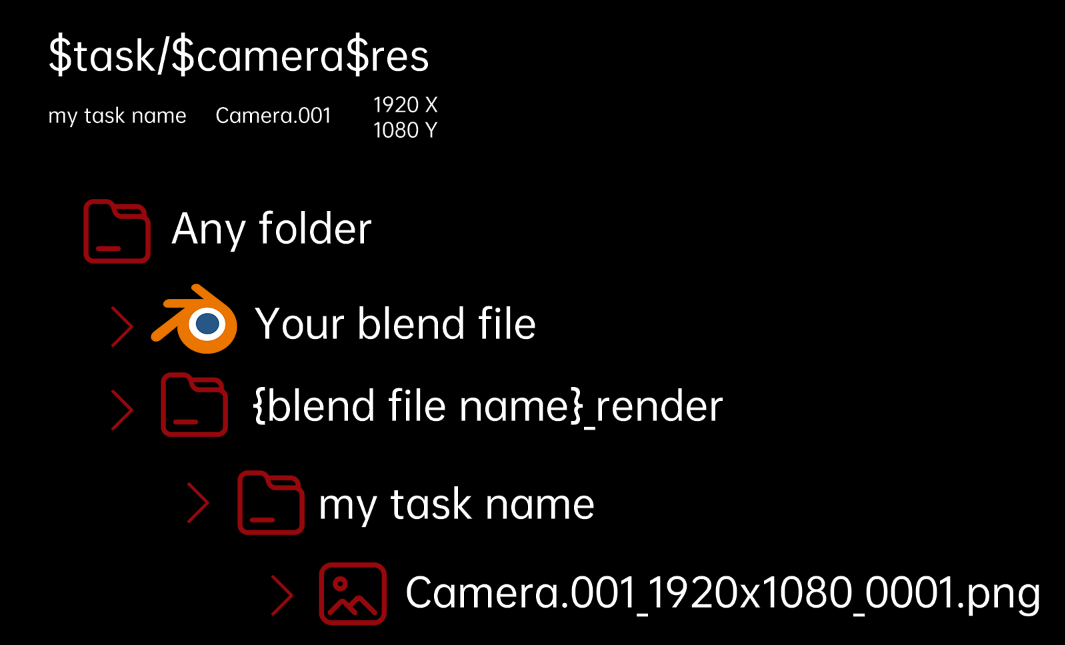 $task/$camera$res
my task name Camera.001 1920 X
1080 Y
Any folder
Your blend file
{blend file name}_render
my task name
Camera.001_1920x1080_0001.png